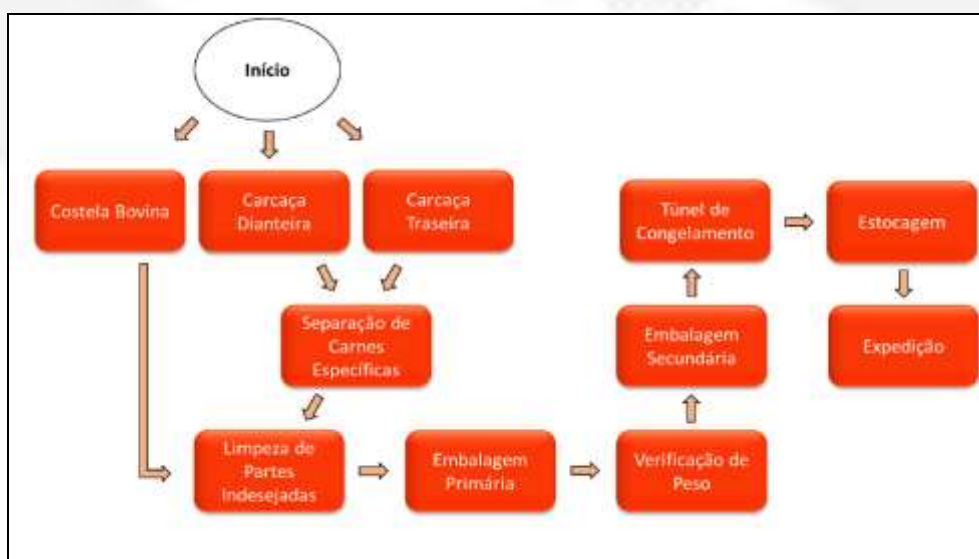 Início
Costela Bovina
Carcaça
Dianteira
Carcaça
Traseira
Separação de
Carnes
Específicas
Limpeza de
Partes
Indesejadas
Embalagem
Primária
Verificação de
Peso
Embalagem
Secundária
Túnel de
Congelamento
Estocagem
Expedição